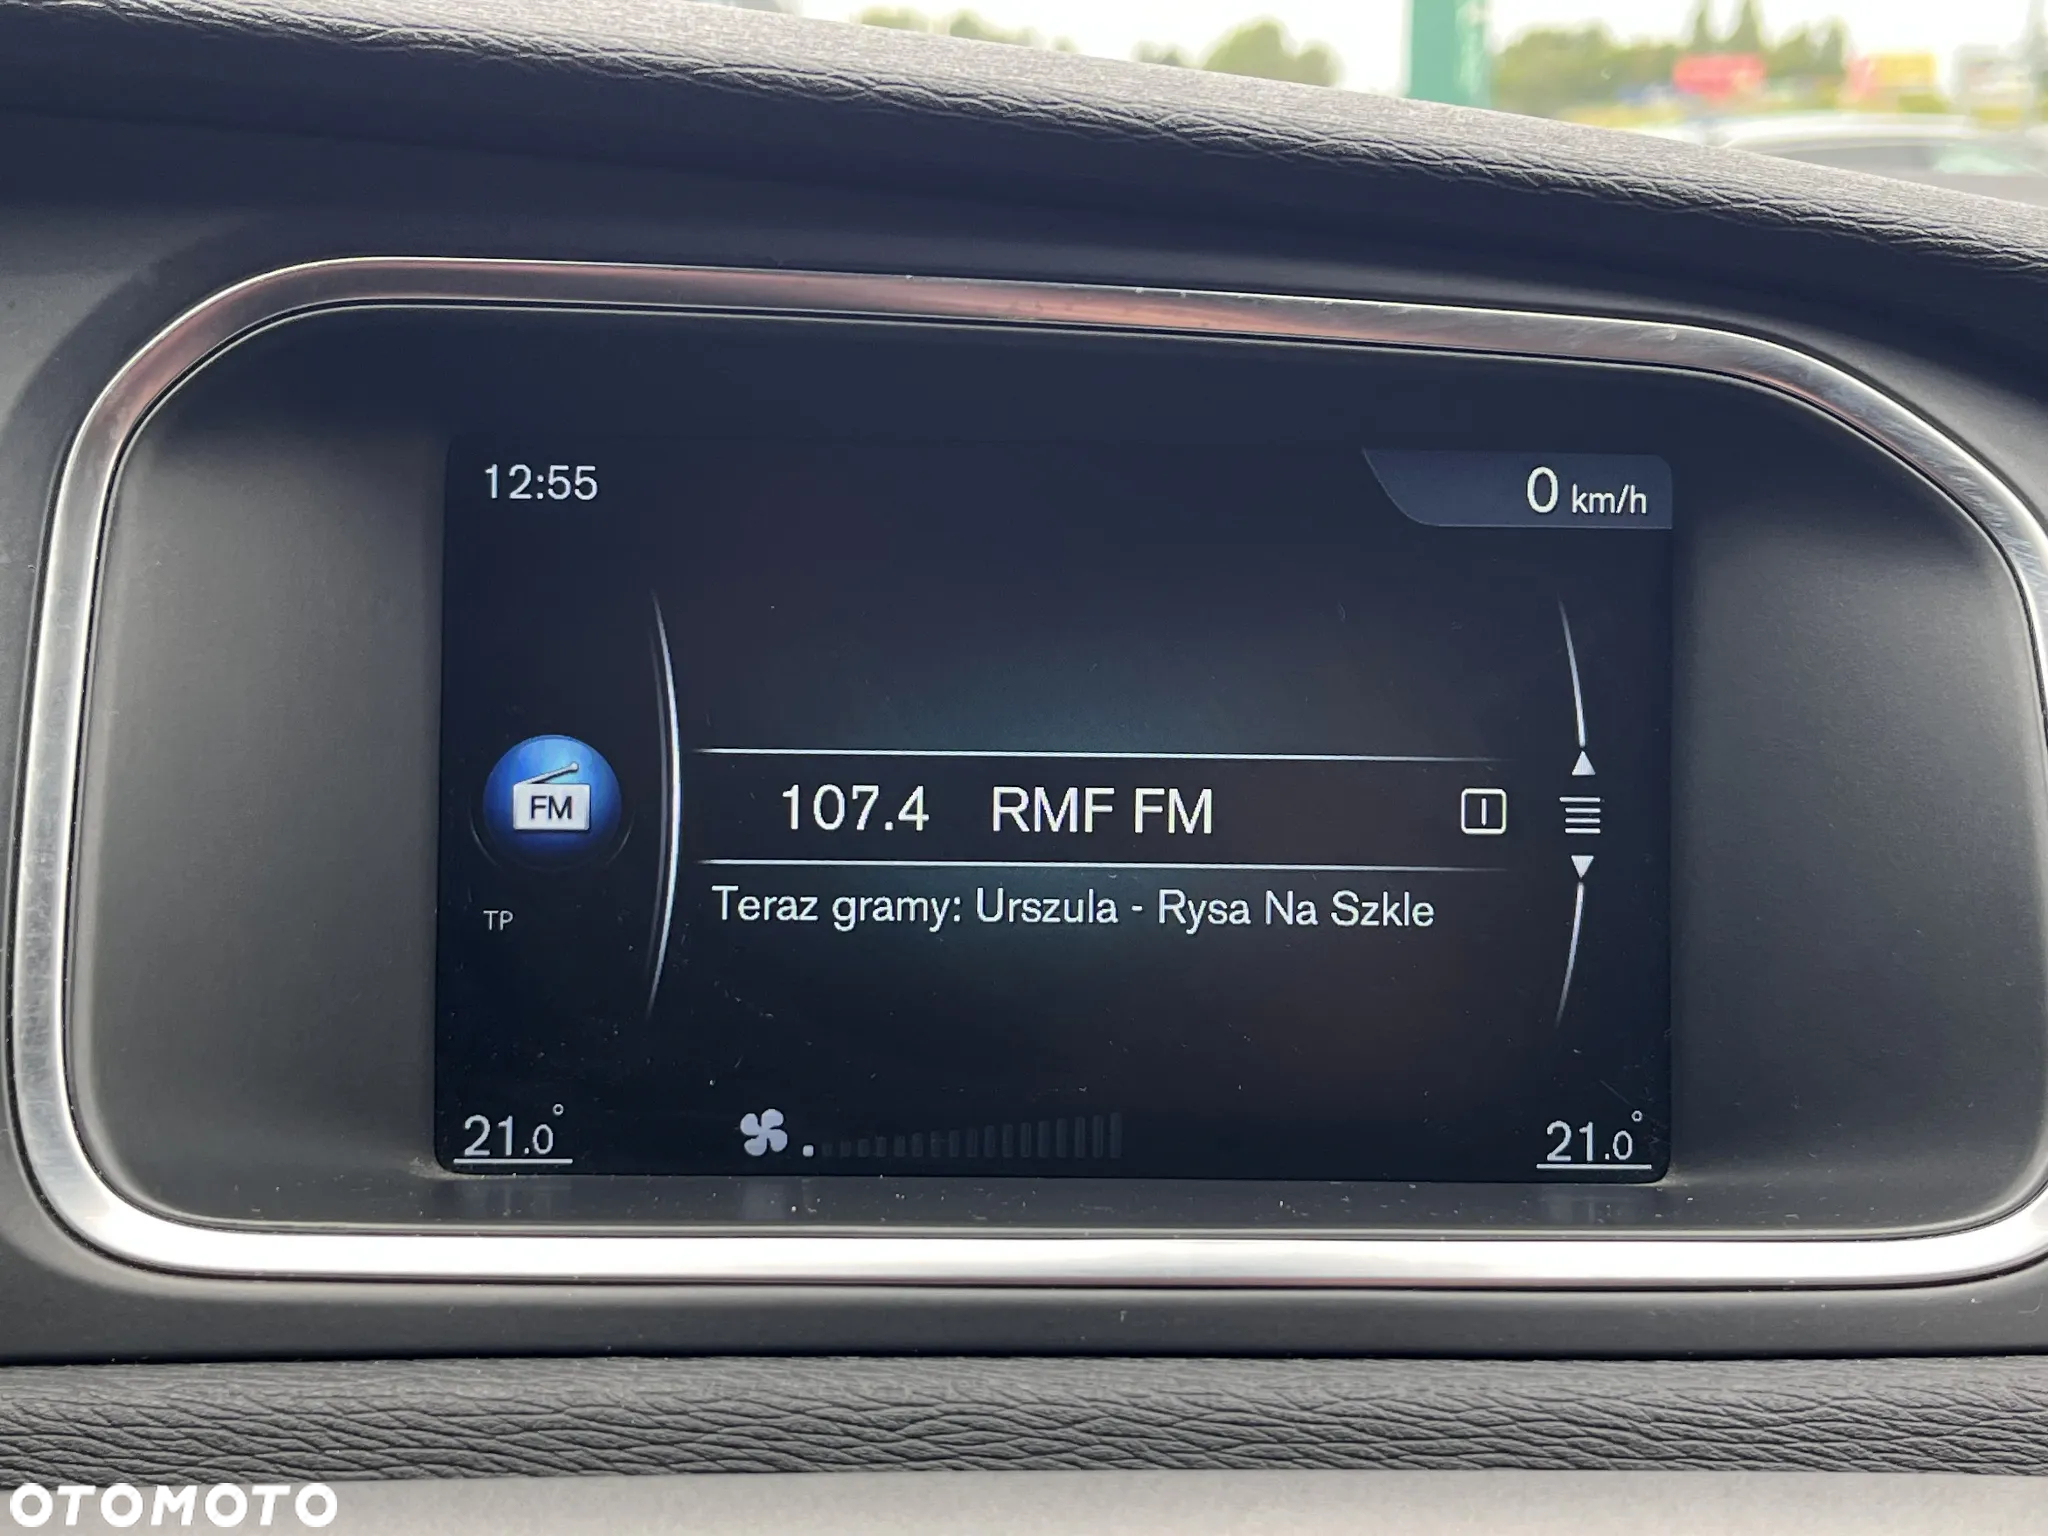 12:55
0 km/h
FM
107.4 RMF FM
Teraz gramy: Urszula - Rysa Na Szkle
TP
21.0°
21.0°
OTOMOTO